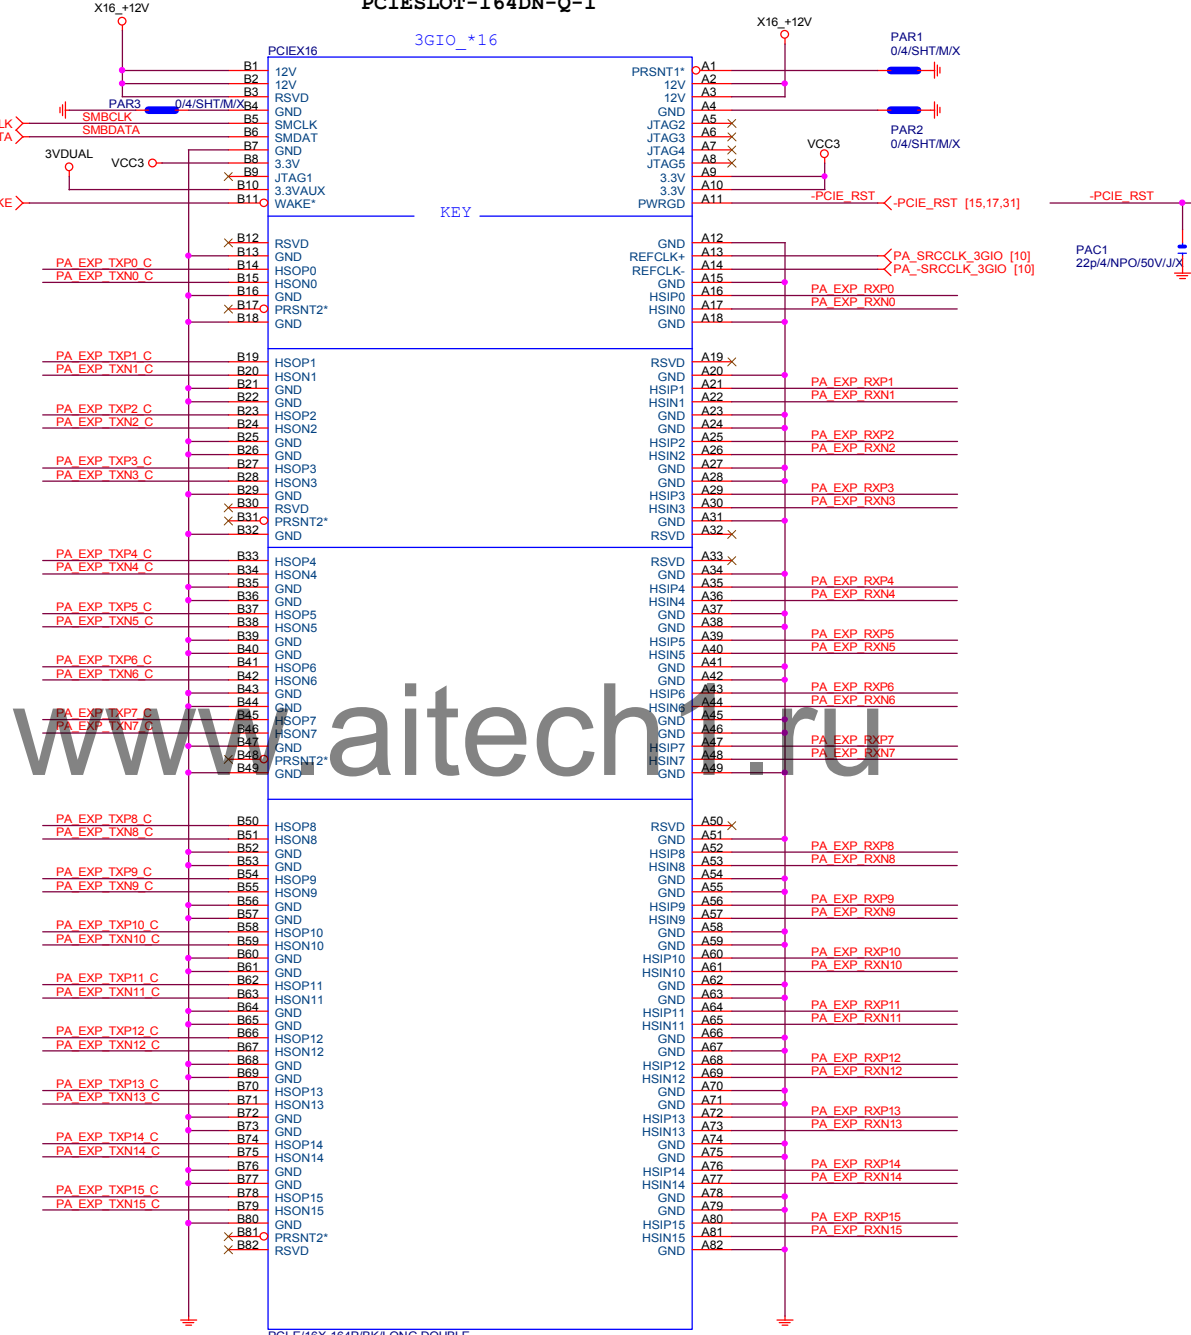 PCIESLOT-164DN-Q-1
X16_+12V
X16_+12V
3GIO_*16
PCIEX16
PAR1
0/4/SHT/M/X
B1 12V PRSNT1* A1
B2 12V 12V A2
B3 RSVD 12V A3
PAR3 0/4/SHT/M/X B4 GND GND A4
LK SMBCLK B5 SMCLK JTAG2 A5
TA SMBDATA B6 SMDAT JTAG3 A6
PAR2
0/4/SHT/M/X
B7 GND JTAG4 A7
3VDUAL VCC3 B8 3.3V JTAG5 A8 VCC3
B9 JTAG1 3.3V A9
B10 3.3VAUX 3.3V A10
KE B11 WAKE* PWRGD A11 -PCIE_RST -PCIE_RST [15,17,31] -PCIE_RST
KEY
B12 RSVD GND A12
B13 GND REFCLK+ A13 PA_SRCCLK_3GIO [10]
PA_EXP_TXP0_C B14 HSOP0 REFCLK- A14 PA_-SRCCLK_3GIO [10]
PAC1
22p/4/NPO/50V/J/X
PA_EXP_TXN0_C B15 HSON0 GND A15
B16 GND HSIP0 A16 PA_EXP_RXP0
B17 PRSNT2* HSIN0 A17 PA_EXP_RXN0
B18 GND GND A18
PA_EXP_TXP1_C B19 HSOP1 RSVD A19
PA_EXP_TXN1_C B20 HSON1 GND A20
B21 GND HSIP1 A21 PA_EXP_RXP1
B22 GND HSIN1 A22 PA_EXP_RXN1
PA_EXP_TXP2_C B23 HSOP2 GND A23
PA_EXP_TXN2_C B24 HSON2 GND A24
B25 GND HSIP2 A25 PA_EXP_RXP2
B26 GND HSIN2 A26 PA_EXP_RXN2
PA_EXP_TXP3_C B27 HSOP3 GND A27
PA_EXP_TXN3_C B28 HSON3 GND A28
B29 GND HSIP3 A29 PA_EXP_RXP3
B30 RSVD HSIN3 A30 PA_EXP_RXN3
B31 PRSNT2* GND A31
B32 GND RSVD A32
PA_EXP_TXP4_C B33 HSOP4 RSVD A33
PA_EXP_TXN4_C B34 HSON4 GND A34
B35 GND HSIP4 A35 PA_EXP_RXP4
B36 GND HSIN4 A36 PA_EXP_RXN4
PA_EXP_TXP5_C B37 HSOP5 GND A37
PA_EXP_TXN5_C B38 HSON5 GND A38
B39 GND HSIP5 A39 PA_EXP_RXP5
B40 GND HSIN5 A40 PA_EXP_RXN5
PA_EXP_TXP6_C B41 HSOP6 GND A41
PA_EXP_TXN6_C B42 HSON6 GND A42
B43 GND HSIP6 A43 PA_EXP_RXP6
B44 GND HSIN6 A44 PA_EXP_RXN6
PA_EXP_TXP7_C B45 HSOP7 GND A45
PA_EXP_TXN7_C B46 HSON7 GND A46
www.aitech1.ru
B47 GND HSIP7 A47 PA_EXP_RXP7
B48 PRSNT2* HSIN7 A48 PA_EXP_RXN7
B49 GND GND A49
PA_EXP_TXP8_C B50 HSOP8 RSVD A50
PA_EXP_TXN8_C B51 HSON8 GND A51
B52 GND HSIP8 A52 PA_EXP_RXP8
B53 GND HSIN8 A53 PA_EXP_RXN8
PA_EXP_TXP9_C B54 HSOP9 GND A54
PA_EXP_TXN9_C B55 HSON9 GND A55
B56 GND HSIP9 A56 PA_EXP_RXP9
B57 GND HSIN9 A57 PA_EXP_RXN9
PA_EXP_TXP10_C B58 HSOP10 GND A58
PA_EXP_TXN10_C B59 HSON10 GND A59
B60 GND HSIP10 A60 PA_EXP_RXP10
B61 GND HSIN10 A61 PA_EXP_RXN10
PA_EXP_TXP11_C B62 HSOP11 GND A62
PA_EXP_TXN11_C B63 HSON11 GND A63
B64 GND HSIP11 A64 PA_EXP_RXP11
B65 GND HSIN11 A65 PA_EXP_RXN11
PA_EXP_TXP12_C B66 HSOP12 GND A66
PA_EXP_TXN12_C B67 HSON12 GND A67
B68 GND HSIP12 A68 PA_EXP_RXP12
B69 GND HSIN12 A69 PA_EXP_RXN12
PA_EXP_TXP13_C B70 HSOP13 GND A70
PA_EXP_TXN13_C B71 HSON13 GND A71
B72 GND HSIP13 A72 PA_EXP_RXP13
B73 GND HSIN13 A73 PA_EXP_RXN13
PA_EXP_TXP14_C B74 HSOP14 GND A74
PA_EXP_TXN14_C B75 HSON14 GND A75
B76 GND HSIP14 A76 PA_EXP_RXP14
B77 GND HSIN14 A77 PA_EXP_RXN14
PA_EXP_TXP15_C B78 HSOP15 GND A78
PA_EXP_TXN15_C B79 HSON15 GND A79
B80 GND HSIP15 A80 PA_EXP_RXP15
B81 PRSNT2* HSIN15 A81 PA_EXP_RXN15
B82 RSVD GND A82